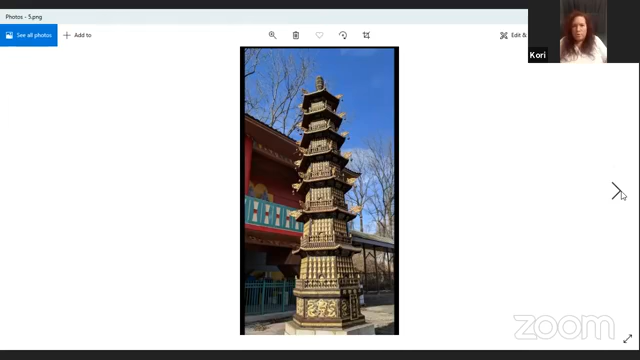 Photos - 5.png
See all photos
Add to
Edit &
Kori
zoom